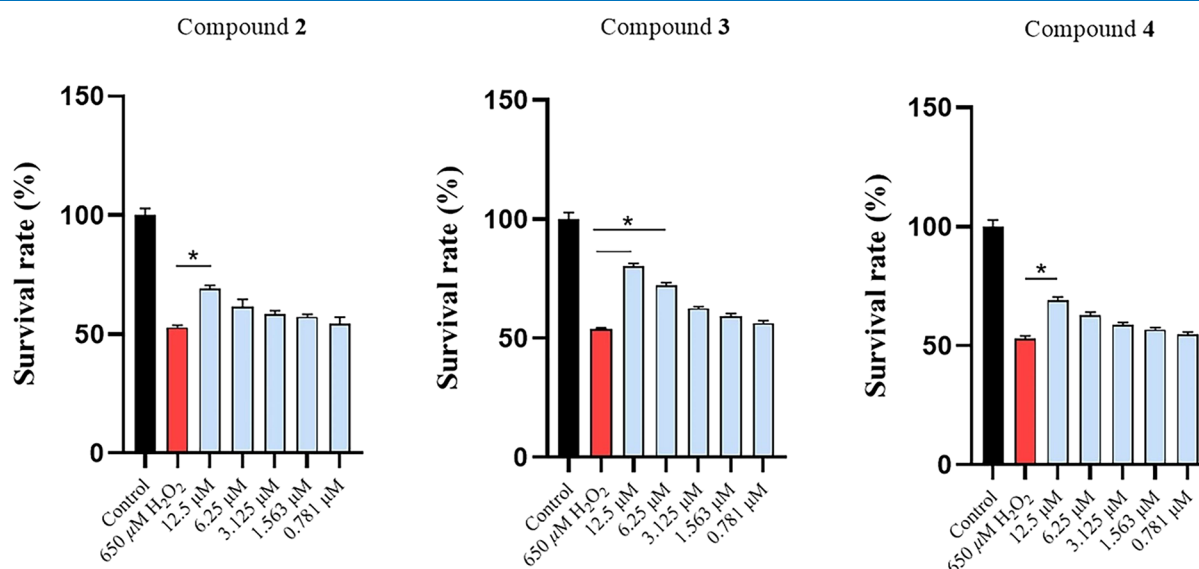 Compound 2
Survival rate (%)
150
100
50
0
*
Control
650 μM H₂O₂
12.5 μM
6.25 μM
3.125 μM
1.563 μM
0.781 μM
Compound 3
Survival rate (%)
150
100
50
0
*
Control
650 μM H₂O₂
12.5 μM
6.25 μM
3.125 μM
1.563 μM
0.781 μM
Compound 4
Survival rate (%)
150
100
50
0
*
Control
650 μM H₂O₂
12.5 μM
6.25 μM
3.125 μM
1.563 μM
0.781 μM